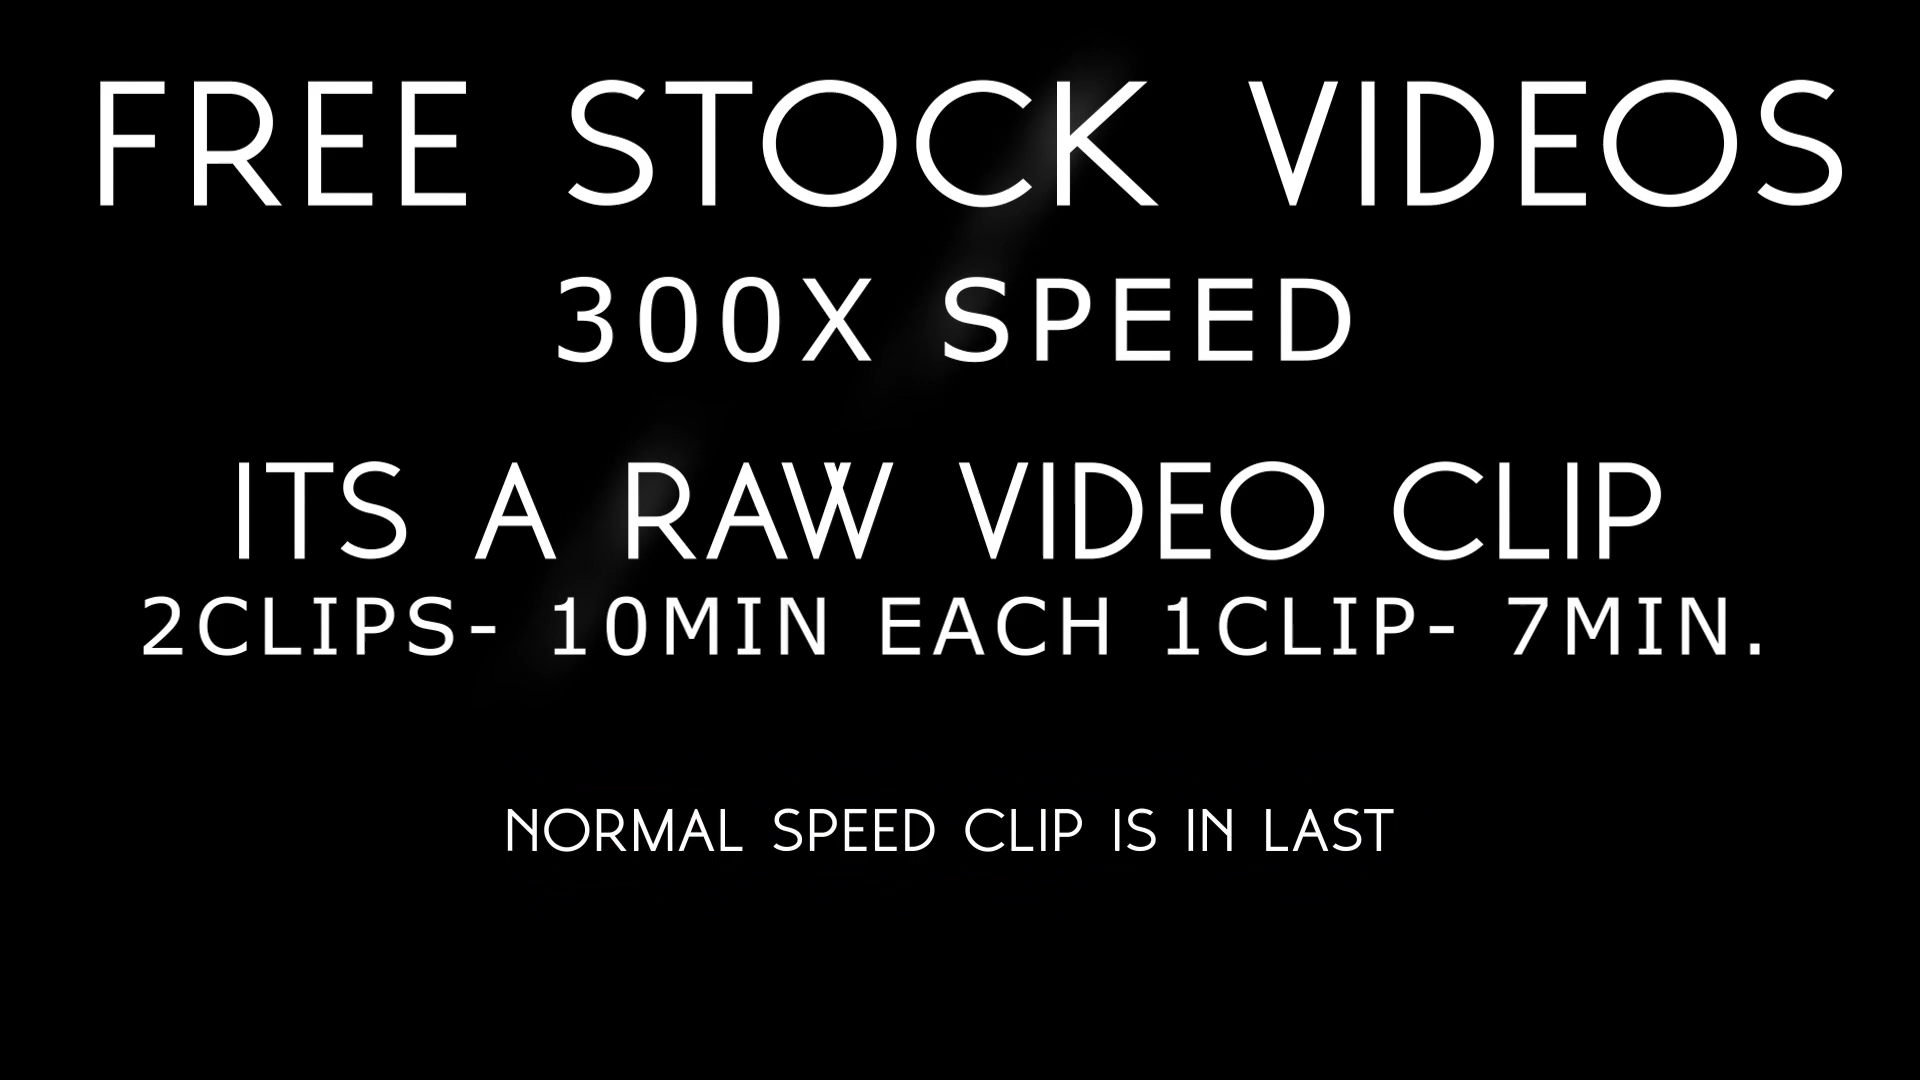 FREE STOCK VIDEOS
300X SPEED
ITS A RAW VIDEO CLIP
2CLIPS- 10MIN EACH 1CLIP- 7MIN.
NORMAL SPEED CLIP IS IN LAST